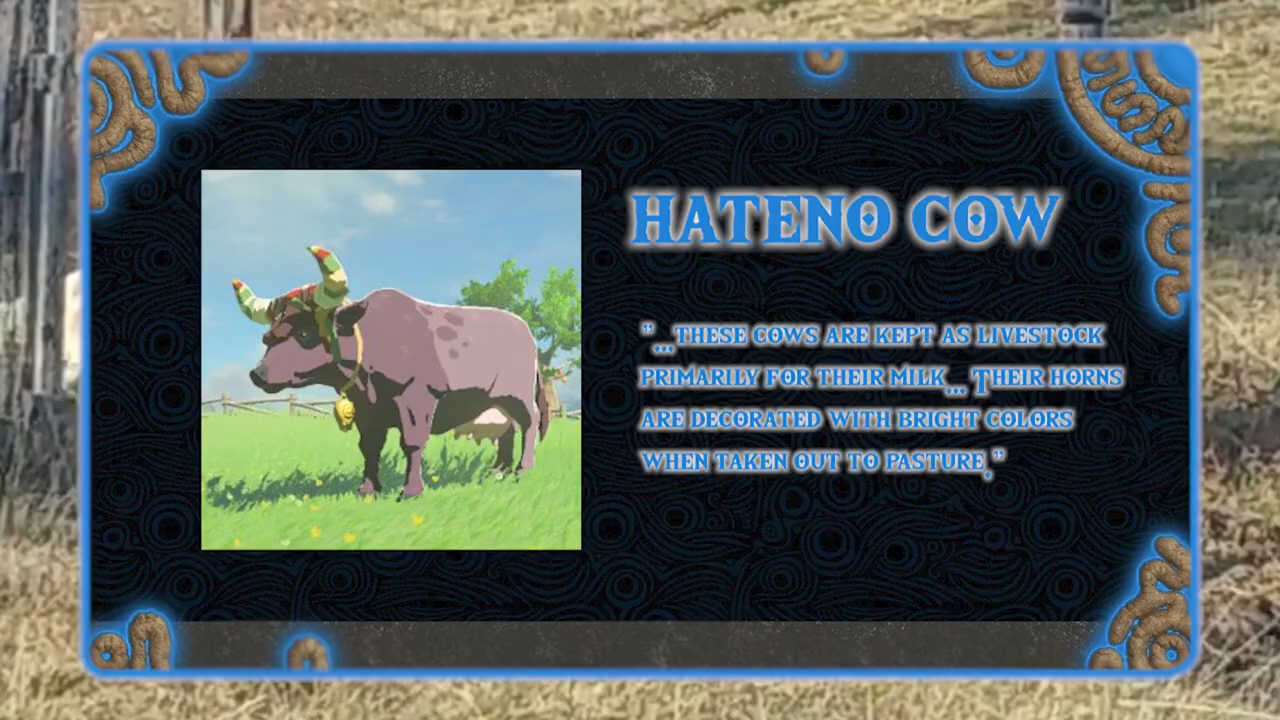 HATENO COW
"...THESE COWS ARE KEPT AS LIVESTOCK
PRIMARILY FOR THEIR MILK... THEIR HORNS
ARE DECORATED WITH BRIGHT COLORS
WHEN TAKEN OUT TO PASTURE."